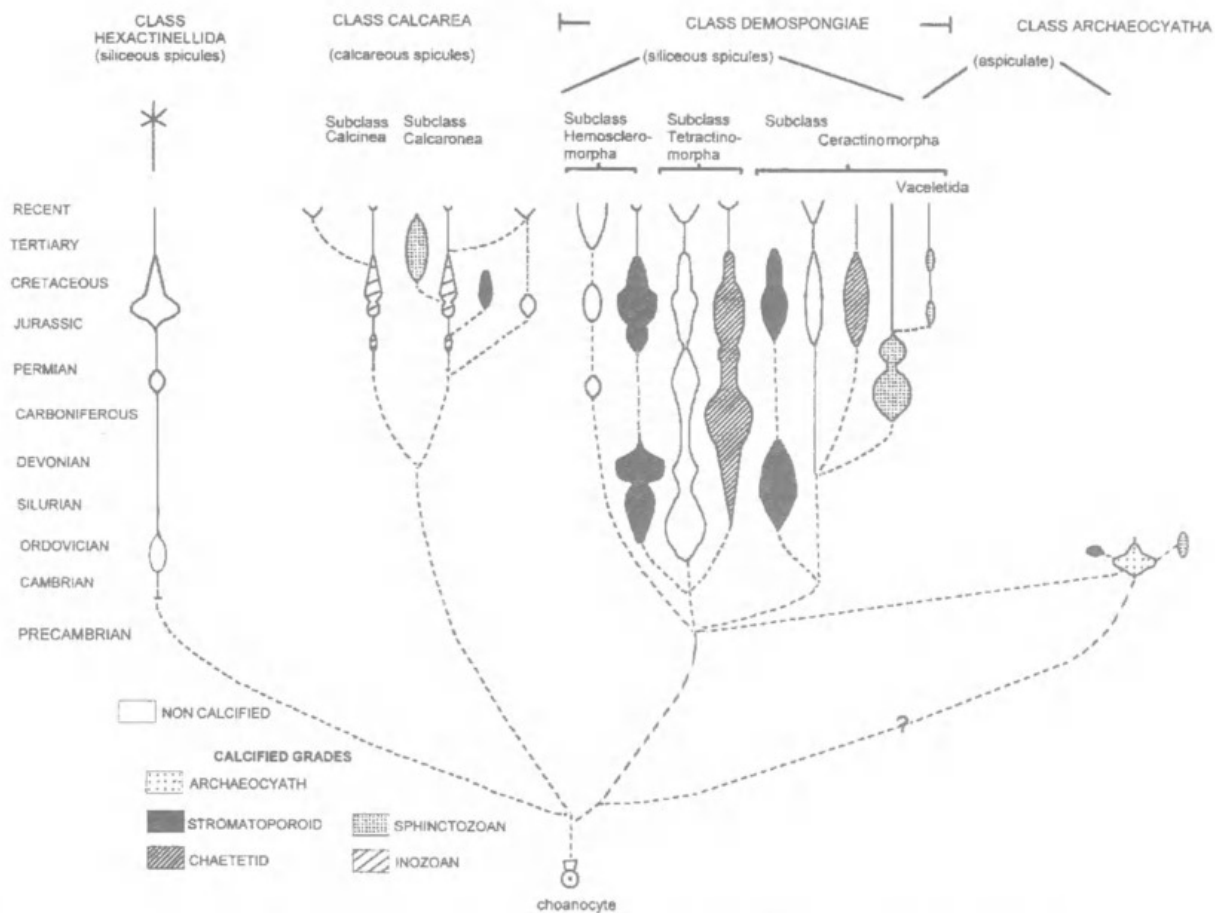 CLASS
HEXACTINELLIDA
(siliceous spicules)
CLASS CALCAREA
(calcareous spicules)
CLASS DEMOSPONGIAE
(siliceous spicules)
CLASS ARCHAEOCYATHA
(aspiculate)
Subclass
Calcinea
Subclass
Calcaronea
Subclass
Hemosclero-
morpha
Subclass
Tetractino-
morpha
Subclass
Ceractinomorpha
Vaceletida
RECENT
TERTIARY
CRETACEOUS
JURASSIC
PERMIAN
CARBONIFEROUS
DEVONIAN
SILURIAN
ORDOVICIAN
CAMBRIAN
PRECAMBRIAN
?
NON CALCIFIED
CALCIFIED GRADES
ARCHAEOCYATH
STROMATOPOROID
SPHINCTOZOAN
CHAETETID
INOZOAN
choanocyte